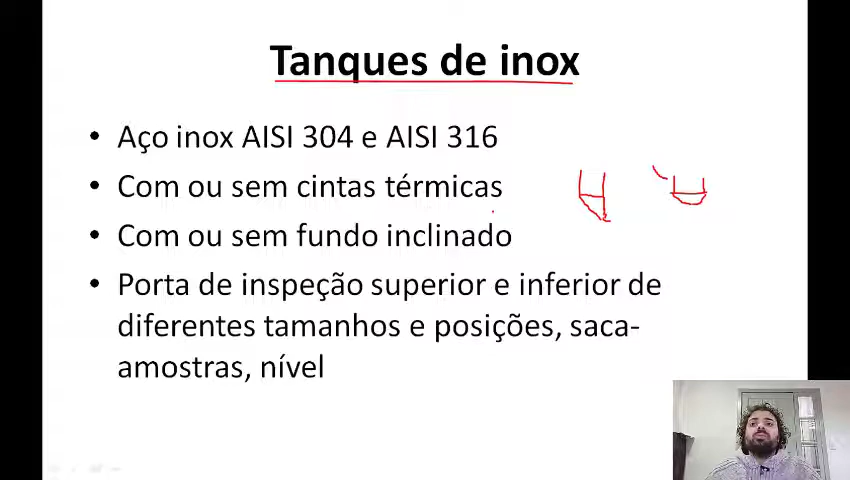 Tanques de inox
• Aço inox AISI 304 e AISI 316
• Com ou sem cintas térmicas
• Com ou sem fundo inclinado
• Porta de inspeção superior e inferior de
diferentes tamanhos e posições, saca-
amostras, nível